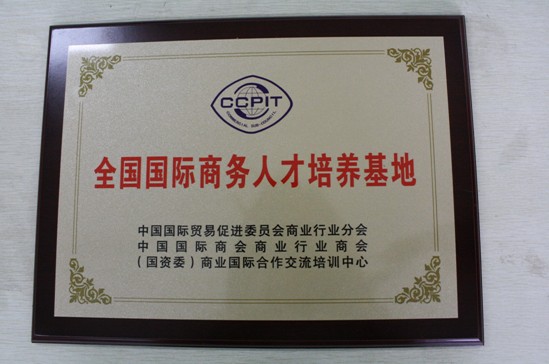 CCPIT
全国国际商务人才培养基地
中国国际贸易促进委员会商业行业分会
中国国际商会商业行业商会
（国资委）商业国际合作交流培训中心